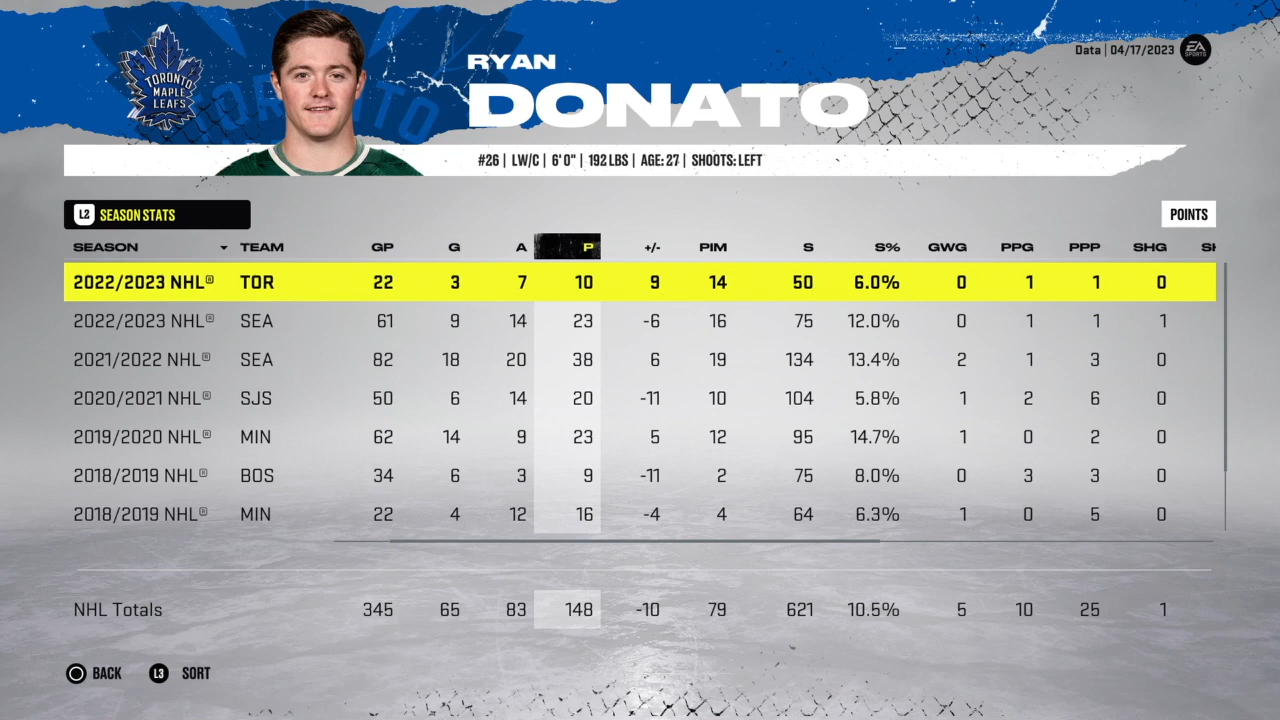 TORONTO
MAPLE
LEAFS
RYAN
DONATO
Data | 04/17/2023
EA
SPORTS
#26 | LW/C | 6' 0" | 192 LBS | AGE: 27 | SHOOTS: LEFT
L2 SEASON STATS
POINTS
SEASON TEAM GP G A P +/- PIM S S% GWG PPG PPP SHG
2022/2023 NHL® TOR 22 3 7 10 9 14 50 6.0% 0 1 1 0
2022/2023 NHL® SEA 61 9 14 23 -6 16 75 12.0% 0 1 1 1
2021/2022 NHL® SEA 82 18 20 38 6 19 134 13.4% 2 1 3 0
2020/2021 NHL® SJS 50 6 14 20 -11 10 104 5.8% 1 2 6 0
2019/2020 NHL® MIN 62 14 9 23 5 12 95 14.7% 1 0 2 0
2018/2019 NHL® BOS 34 6 3 9 -11 2 75 8.0% 0 3 3 0
2018/2019 NHL® MIN 22 4 12 16 -4 4 64 6.3% 1 0 5 0
NHL Totals 345 65 83 148 -10 79 621 10.5% 5 10 25 1
BACK L3 SORT